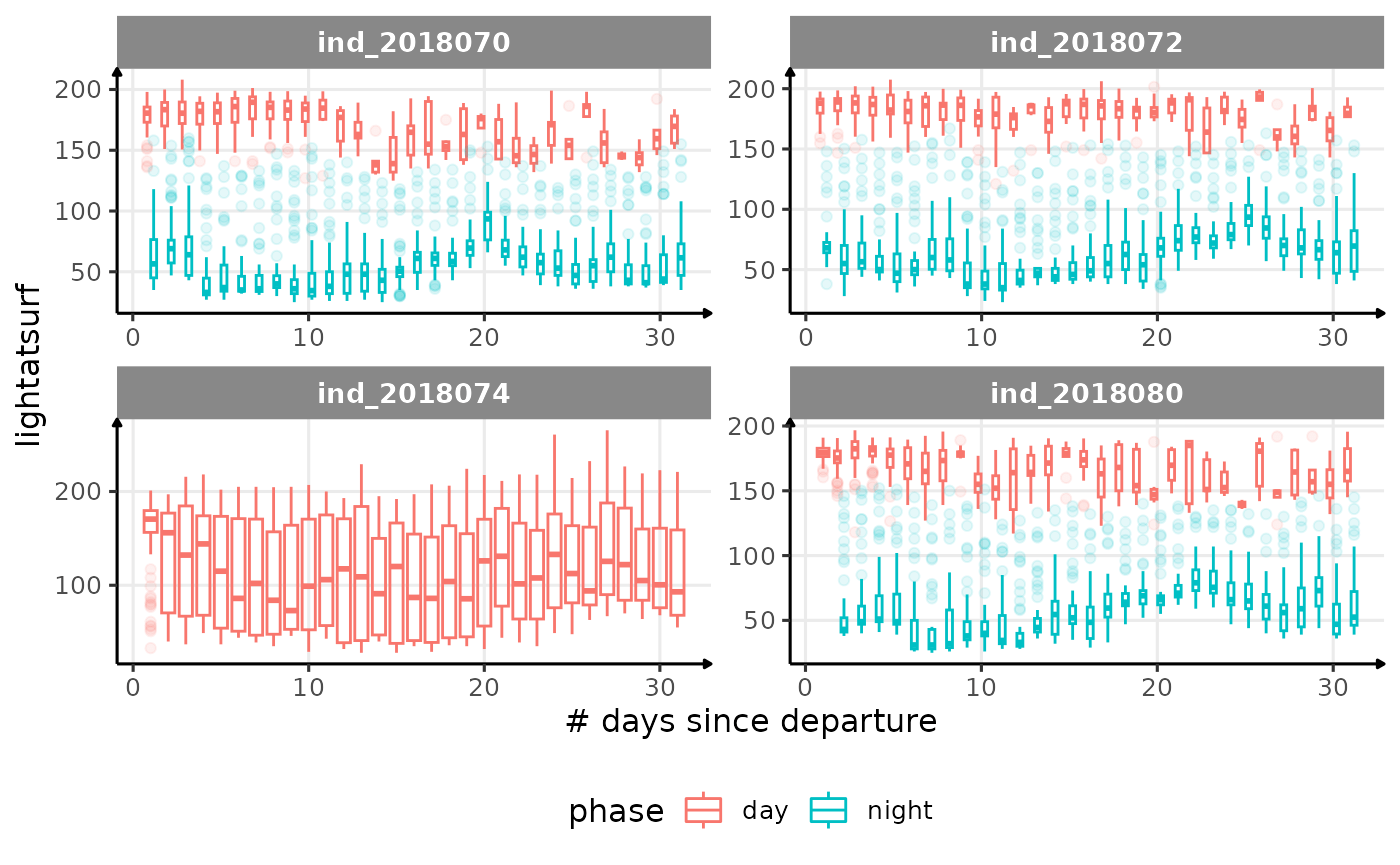 ind_2018070 ind_2018072
200 200
150 150
100 100
50 50
0 10 20 30 0 10 20 30
lightatsurf
ind_2018074 ind_2018080
200 200
150
100 100
50
0 10 20 30 0 10 20 30
# days since departure
phase day night